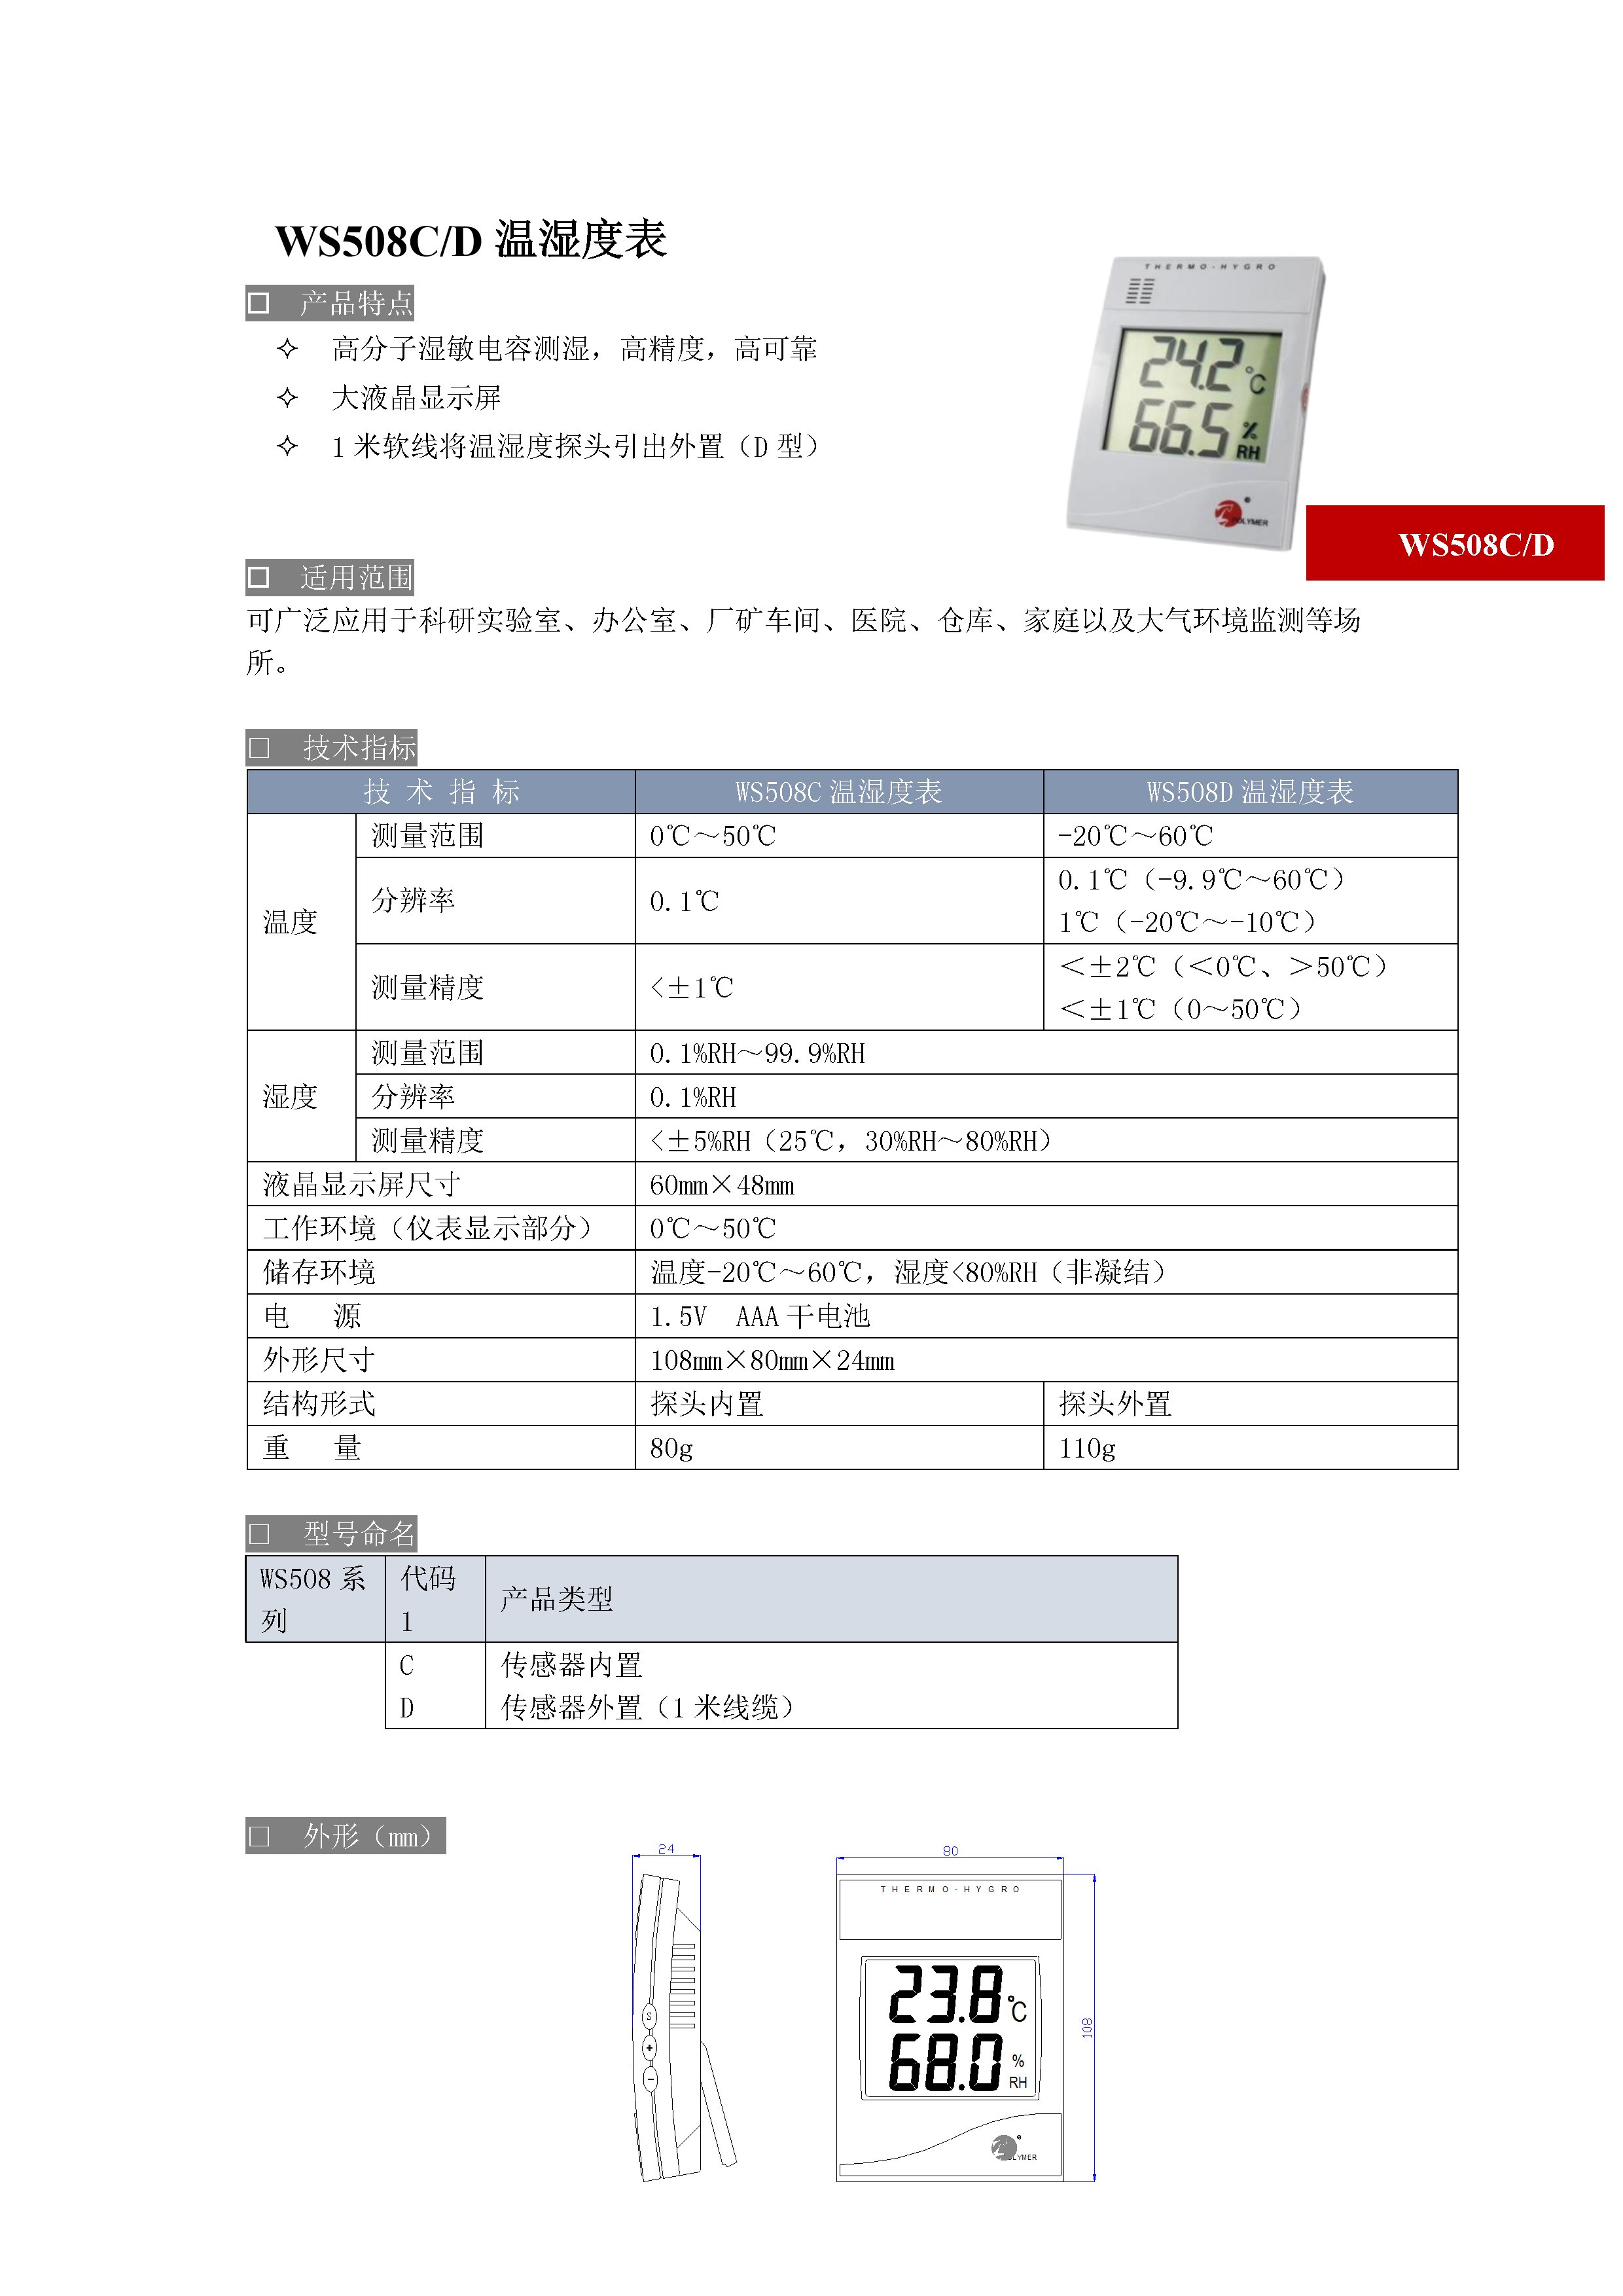 WS508C/D 温湿度表
□ 产品特点
✧ 高分子湿敏电容测湿，高精度，高可靠
✧ 大液晶显示屏
✧ 1 米软线将温湿度探头引出外置（D 型）
THERMO-HYGRO
24.2 ℃
66.5 % RH
POLYMER
WS508C/D
□ 适用范围
可广泛应用于科研实验室、办公室、厂矿车间、医院、仓库、家庭以及大气环境监测等场
所。
□ 技术指标
技 术 指 标 WS508C 温湿度表 WS508D 温湿度表
温度 测量范围 0℃～50℃ -20℃～60℃
分辨率 0.1℃ 0.1℃（-9.9℃～60℃）
1℃（-20℃～-10℃）
测量精度 <±1℃ ＜±2℃（＜0℃、＞50℃）
＜±1℃（0～50℃）
湿度 测量范围 0.1%RH～99.9%RH
分辨率 0.1%RH
测量精度 <±5%RH（25℃，30%RH～80%RH）
液晶显示屏尺寸 60mm×48mm
工作环境（仪表显示部分） 0℃～50℃
储存环境 温度-20℃～60℃，湿度<80%RH（非凝结）
电 源 1.5V AAA 干电池
外形尺寸 108mm×80mm×24mm
结构形式 探头内置 探头外置
重 量 80g 110g
□ 型号命名
WS508 系列 代码1 产品类型
C 传感器内置
D 传感器外置（1 米线缆）
□ 外形（mm）
24
S
+
-
80
THERMO-HYGRO
23.8 ℃
68.0 % RH
108
LYMER